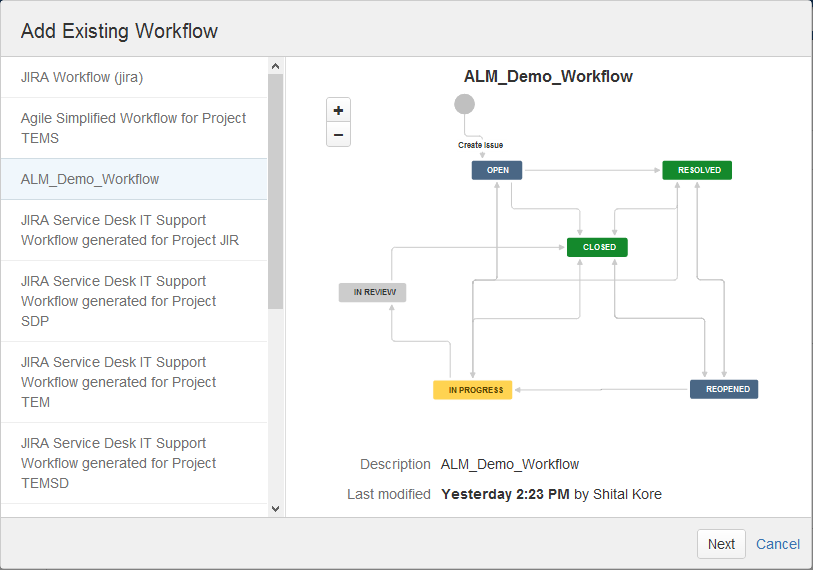 Add Existing Workflow
JIRA Workflow (jira)
Agile Simplified Workflow for Project
TEMS
ALM_Demo_Workflow
JIRA Service Desk IT Support
Workflow generated for Project JIR
JIRA Service Desk IT Support
Workflow generated for Project
SDP
JIRA Service Desk IT Support
Workflow generated for Project
TEM
JIRA Service Desk IT Support
Workflow generated for Project
TEMSD
ALM_Demo_Workflow
+
−
Create Issue
OPEN
RESOLVED
CLOSED
IN REVIEW
IN PROGRESS
REOPENED
Description ALM_Demo_Workflow
Last modified Yesterday 2:23 PM by Shital Kore
Next Cancel